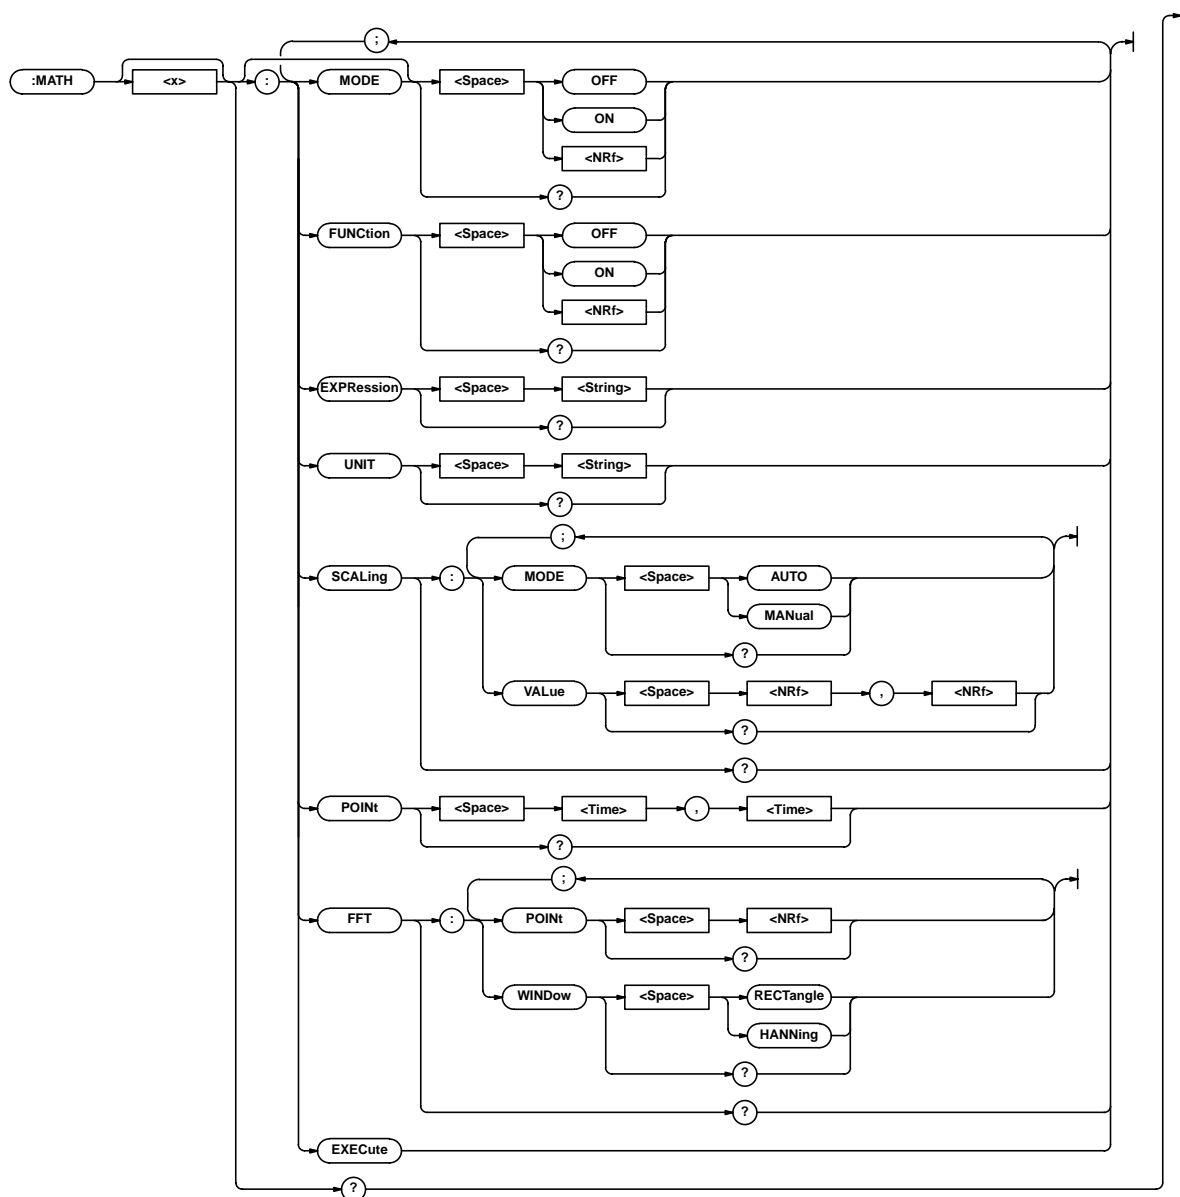 ;
:MATH <x> : MODE <Space> OFF
ON
<NRf>
?
FUNCtion <Space> OFF
ON
<NRf>
?
EXPRession <Space> <String>
?
UNIT <Space> <String>
?
;
SCALing : MODE <Space> AUTO
MANual
?
VALue <Space> <NRf> , <NRf>
?
?
POINt <Space> <Time> , <Time>
?
;
FFT : POINt <Space> <NRf>
?
WINDow <Space> RECTangle
HANNing
?
?
EXECute
?